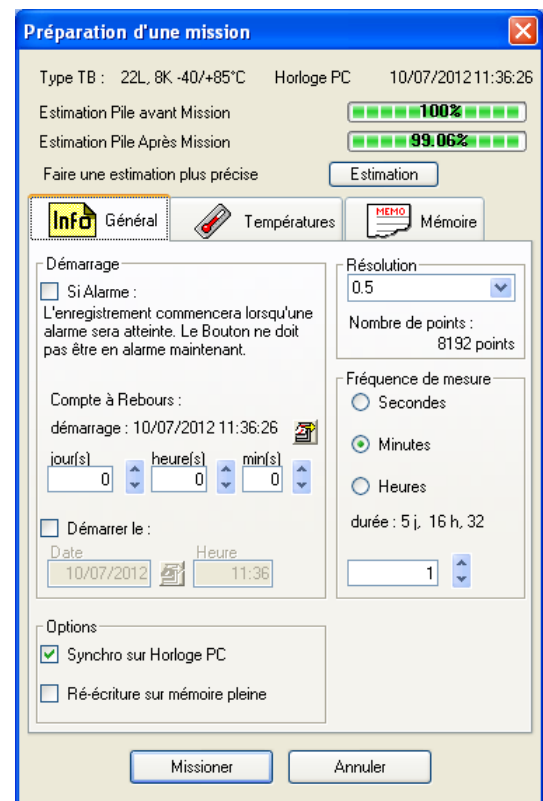 Préparation d'une mission
Type TB : 22L, 8K -40/+85°C Horloge PC 10/07/2012 11:36:26
Estimation Pile avant Mission 100%
Estimation Pile Après Mission 99.06%
Faire une estimation plus précise Estimation
Info Général Températures MEMO Mémoire
Démarrage
Si Alarme :
L'enregistrement commencera lorsqu'une
alarme sera atteinte. Le Bouton ne doit
pas être en alarme maintenant.
Compte à Rebours :
démarrage : 10/07/2012 11:36:26
jour(s) heure(s) min(s)
0 0 0
Démarrer le :
Date Heure
10/07/2012 11:36
Résolution
0.5
Nombre de points :
8192 points
Fréquence de mesure
Secondes
Minutes
Heures
durée : 5 j, 16 h, 32
1
Options
Synchro sur Horloge PC
Ré-écriture sur mémoire pleine
Missioner Annuler